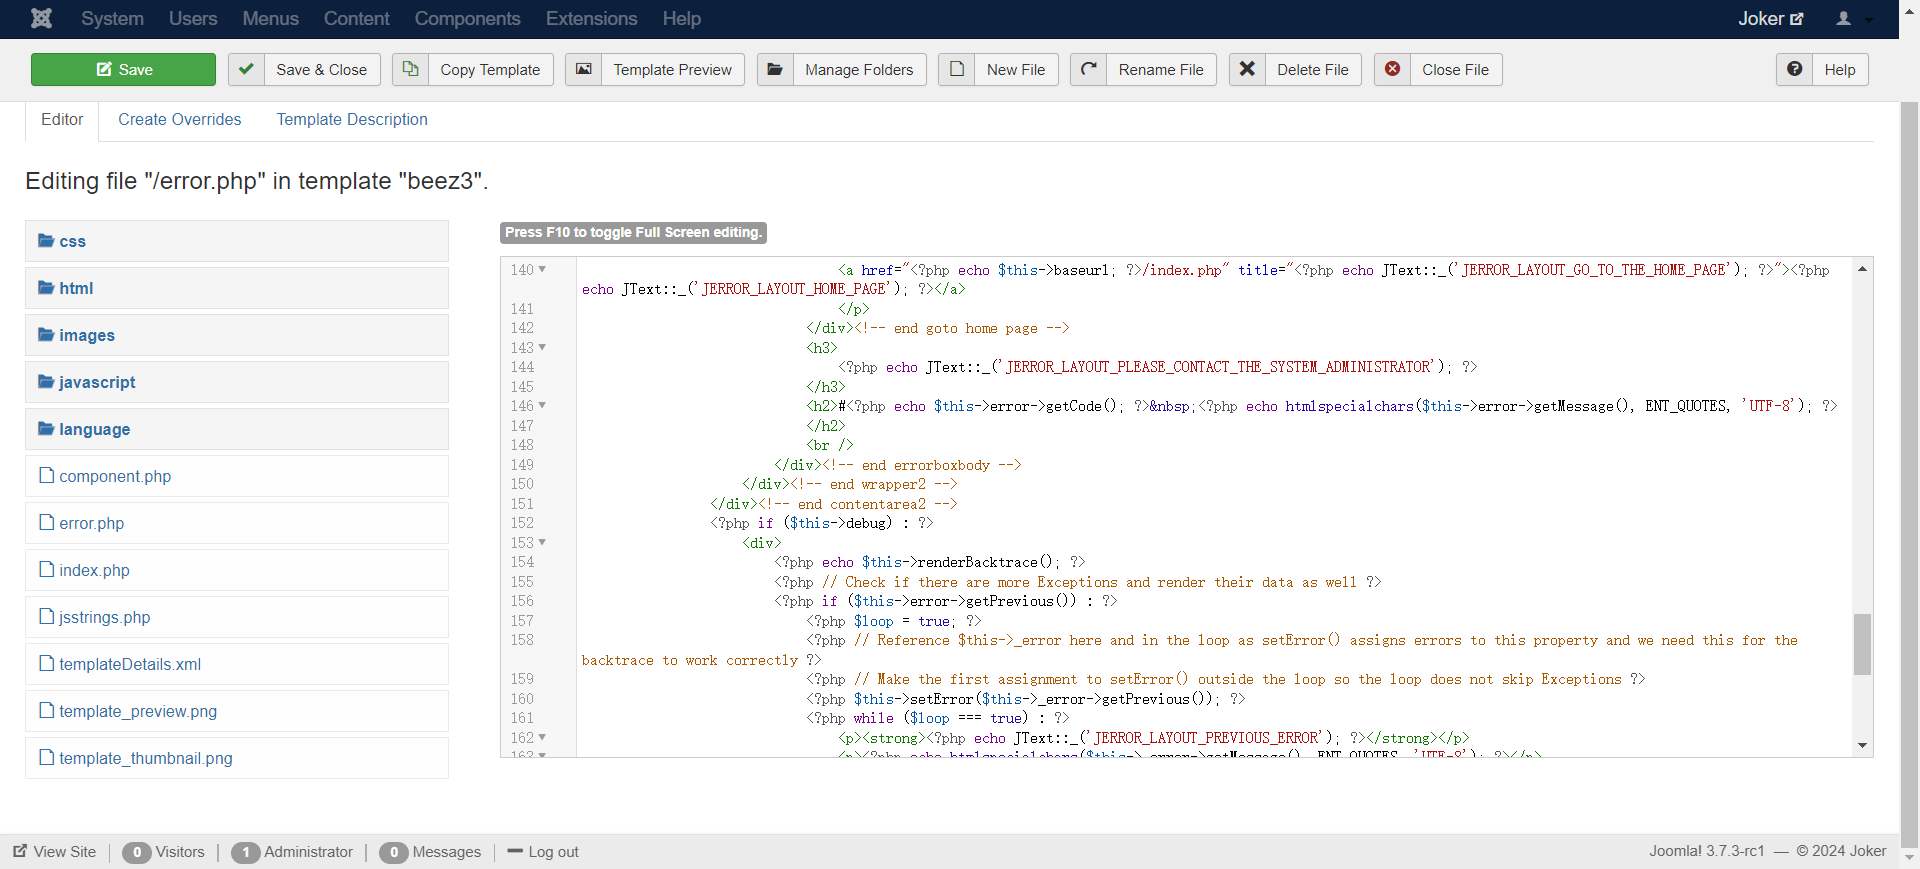 System Users Menus Content Components Extensions Help Joker
Save Save & Close Copy Template Template Preview Manage Folders New File Rename File Delete File Close File Help
Editor Create Overrides Template Description
Editing file "/error.php" in template "beez3".
css
html
images
javascript
language
component.php
error.php
index.php
jsstrings.php
templateDetails.xml
template_preview.png
template_thumbnail.png
Press F10 to toggle Full Screen editing.
140 <a href="<?php echo $this->baseurl; ?>/index.php" title="<?php echo JText::_('JERROR_LAYOUT_GO_TO_THE_HOME_PAGE'); ?>"><?php
echo JText::_('JERROR_LAYOUT_HOME_PAGE'); ?></a>
141 </p>
142 </div><!-- end goto home page -->
143 <h3>
144 <?php echo JText::_('JERROR_LAYOUT_PLEASE_CONTACT_THE_SYSTEM_ADMINISTRATOR'); ?>
145 </h3>
146 <h2>#<?php echo $this->error->getCode(); ?>&nbsp;<?php echo htmlspecialchars($this->error->getMessage(), ENT_QUOTES, 'UTF-8'); ?>
147 </h2>
148 <br />
149 </div><!-- end errorboxbody -->
150 </div><!-- end wrapper2 -->
151 </div><!-- end contentarea2 -->
152 <?php if ($this->debug) : ?>
153 <div>
154 <?php echo $this->renderBacktrace(); ?>
155 <?php // Check if there are more Exceptions and render their data as well ?>
156 <?php if ($this->error->getPrevious()) : ?>
157 <?php $loop = true; ?>
158 <?php // Reference $this->_error here and in the loop as setError() assigns errors to this property and we need this for the
backtrace to work correctly ?>
159 <?php // Make the first assignment to setError() outside the loop so the loop does not skip Exceptions ?>
160 <?php $this->setError($this->_error->getPrevious()); ?>
161 <?php while ($loop === true) : ?>
162 <p><strong><?php echo JText::_('JERROR_LAYOUT_PREVIOUS_ERROR'); ?></strong></p>
163 <p><?php echo htmlspecialchars($this->_error->getMessage(), ENT_QUOTES, 'UTF-8'); ?></p>
View Site 0 Visitors 1 Administrator 0 Messages Log out Joomla! 3.7.3-rc1 — © 2024 Joker